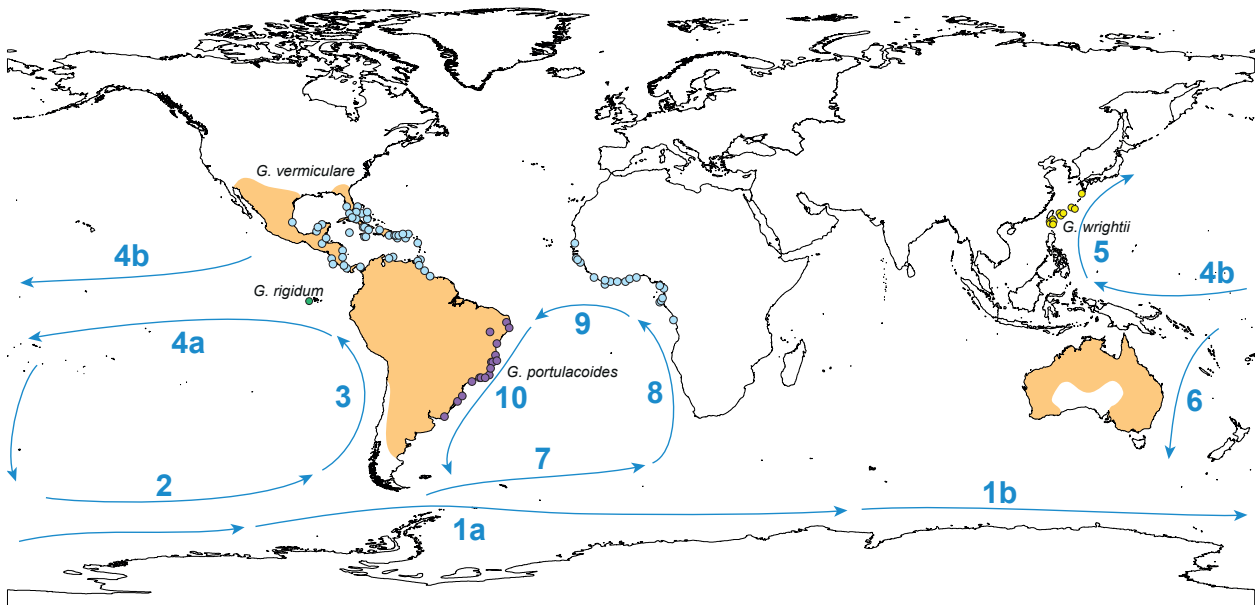 G. vermiculare
G. wrightii
4b
5
4b
G. rigidum
9
4a
G. portulacoides
3
10
8
6
7
2
1b
1a